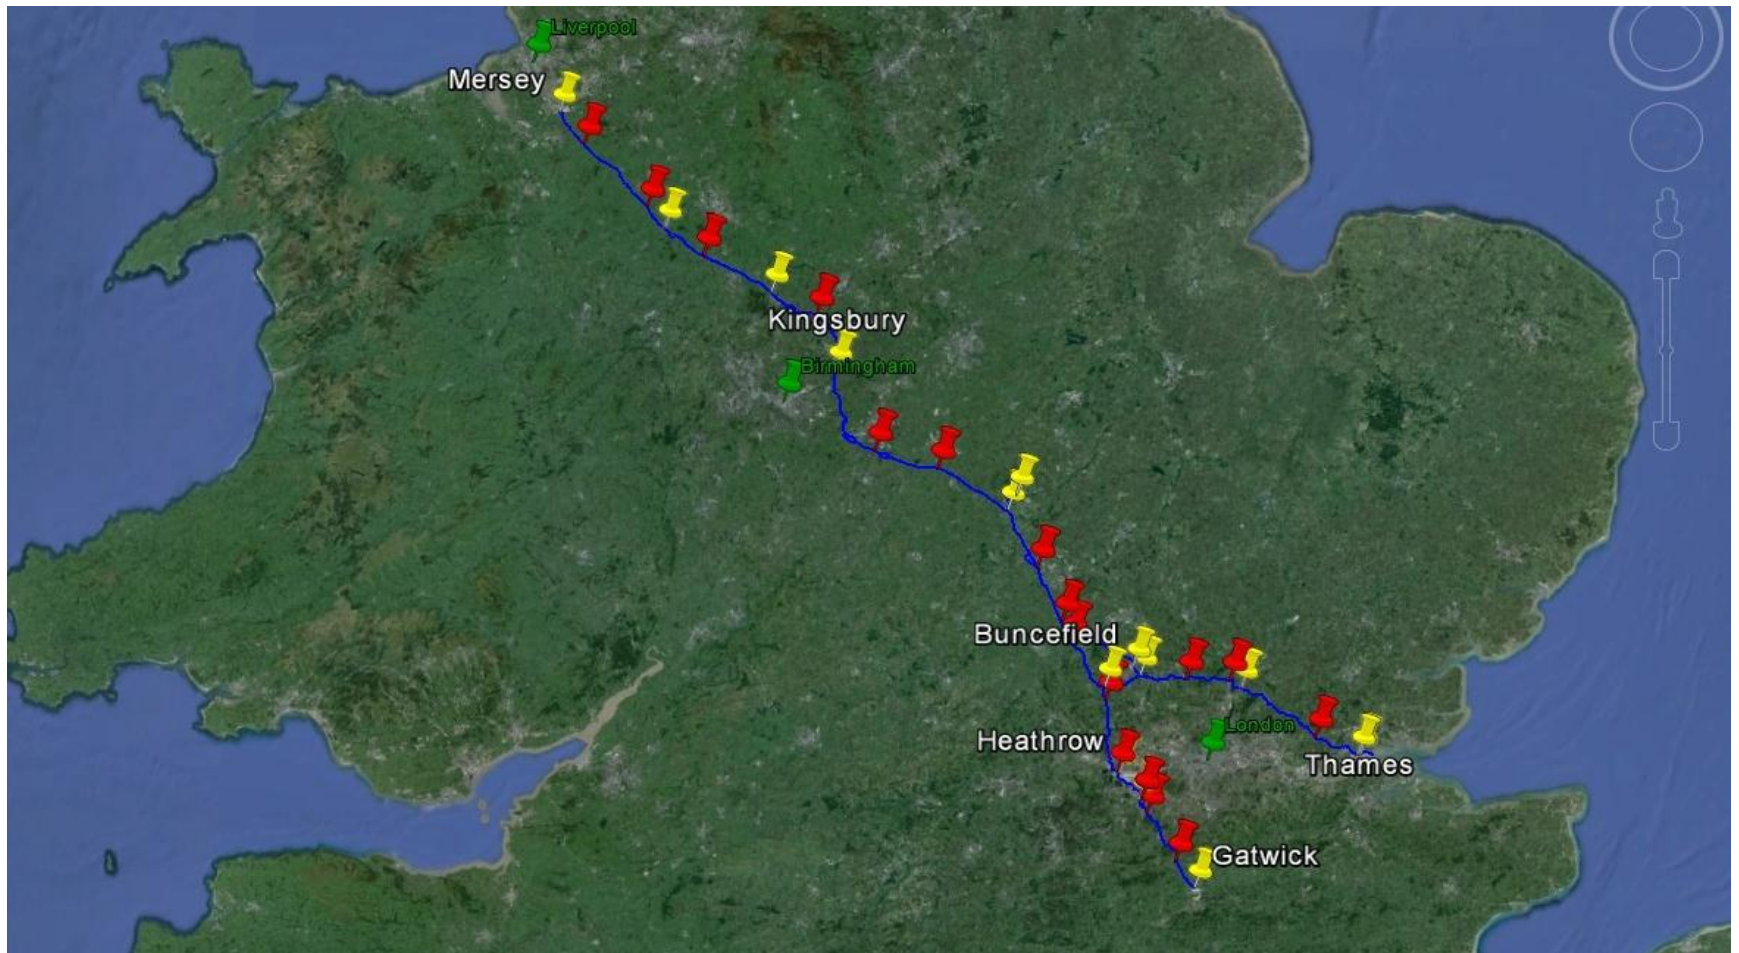 Liverpool
Mersey
Kingsbury
Birmingham
Buncefield
London
Heathrow
Thames
Gatwick